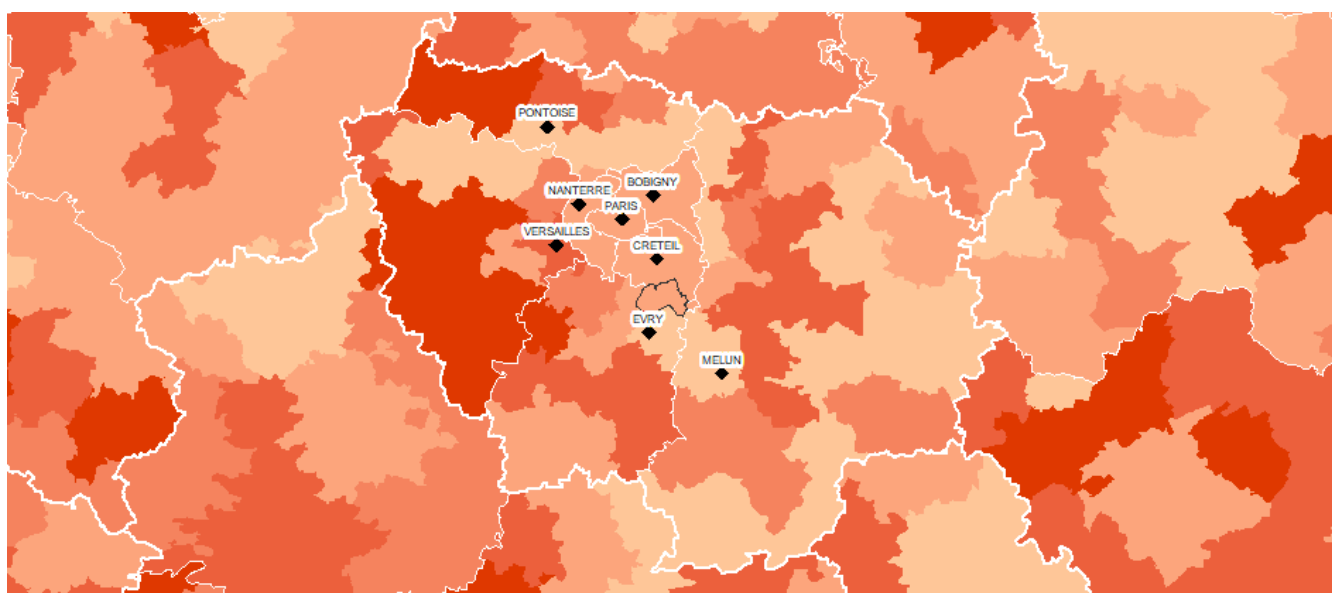 PONTOISE
NANTERRE
BOBIGNY
PARIS
VERSAILLES
CRETEIL
EVRY
MELUN